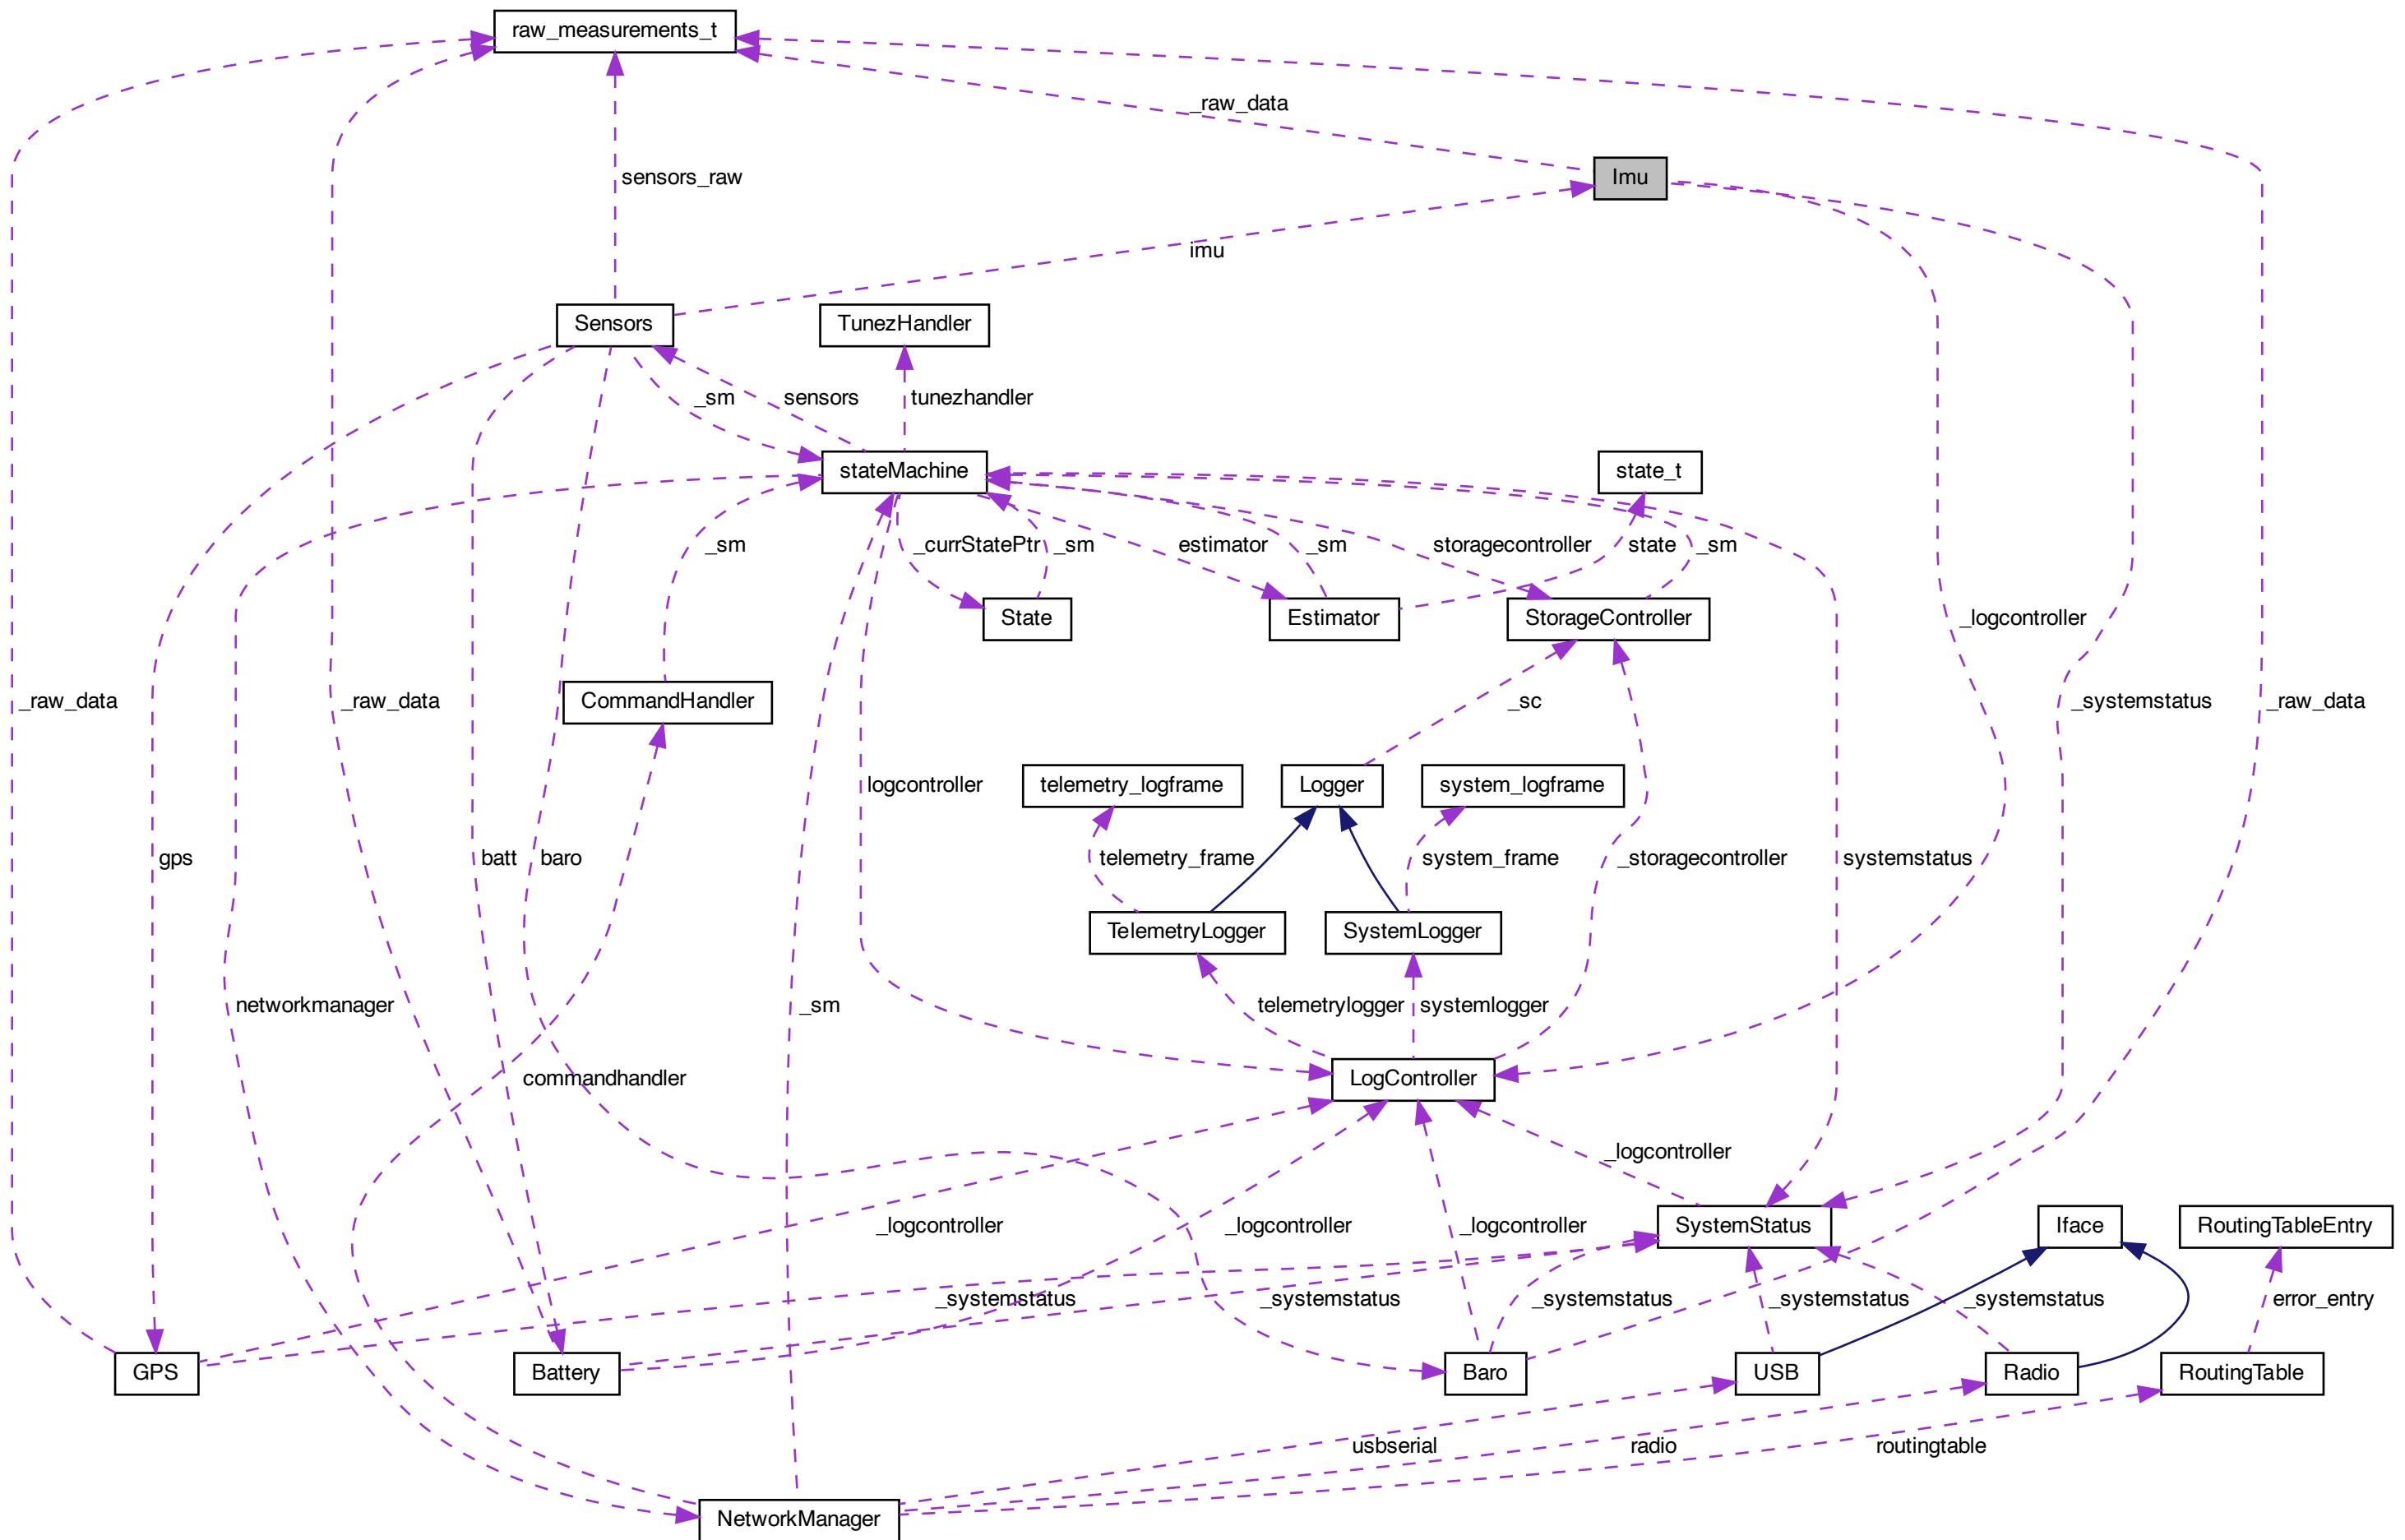 raw_measurements_t
_raw_data
Imu
sensors_raw
imu
Sensors
TunezHandler
_sm
sensors
tunezhandler
stateMachine
state_t
_sm
_currStatePtr
_sm
estimator
_sm
storagecontroller
state
_sm
State
Estimator
StorageController
_logcontroller
_raw_data
_raw_data
CommandHandler
_sc
_systemstatus
_raw_data
logcontroller
telemetry_logframe
Logger
system_logframe
gps
batt
baro
telemetry_frame
system_frame
_storagecontroller
systemstatus
TelemetryLogger
SystemLogger
networkmanager
_sm
telemetrylogger
systemlogger
commandhandler
LogController
_logcontroller
_logcontroller
_logcontroller
_logcontroller
SystemStatus
Iface
RoutingTableEntry
_systemstatus
_systemstatus
_systemstatus
_systemstatus
_systemstatus
error_entry
GPS
Battery
Baro
USB
Radio
RoutingTable
usbserial
radio
routingtable
NetworkManager